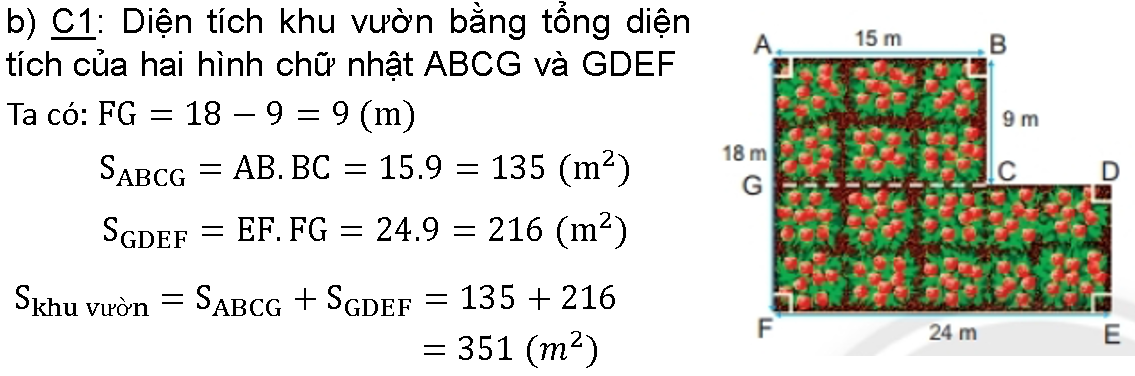 b) C1: Diện tích khu vườn bằng tổng diện
tích của hai hình chữ nhật ABCG và GDEF
Ta có: FG = 18 − 9 = 9 (m)
S_ABCG = AB. BC = 15.9 = 135 (m²)
S_GDEF = EF. FG = 24.9 = 216 (m²)
S_khu vườn = S_ABCG + S_GDEF = 135 + 216
= 351 (m²)
A 15 m B
9 m
18 m
G C D
F 24 m E